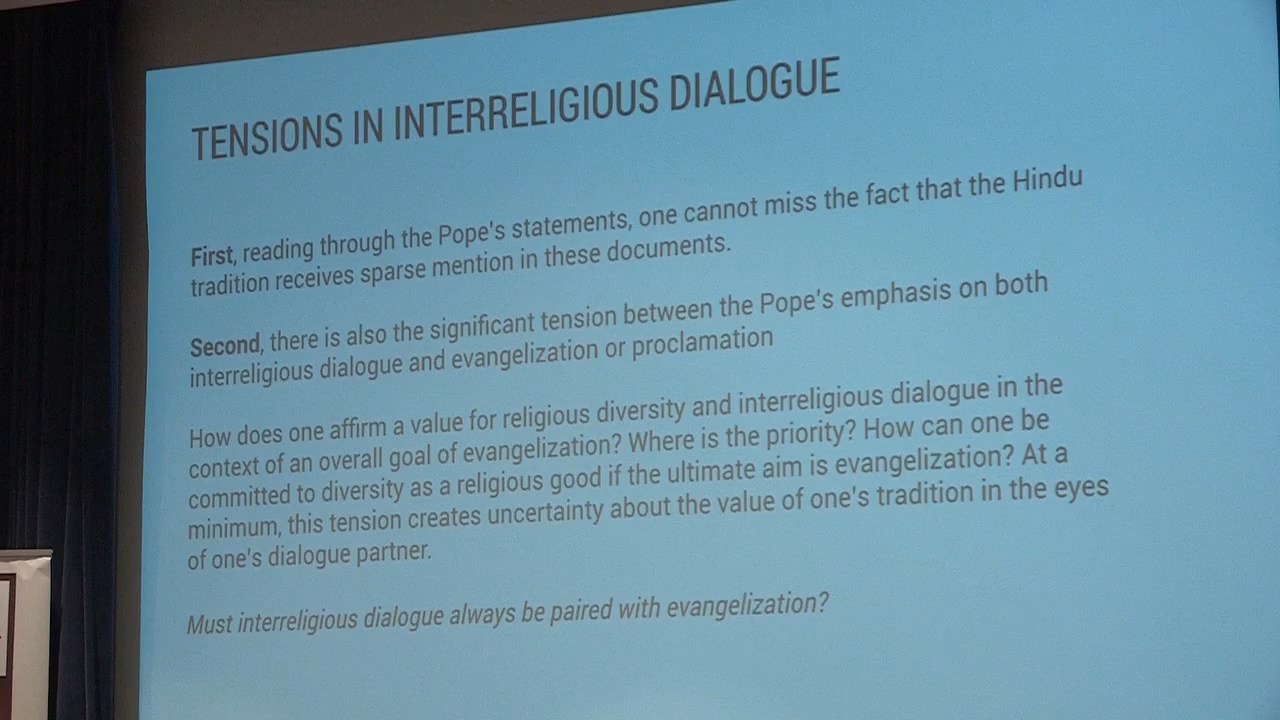 TENSIONS IN INTERRELIGIOUS DIALOGUE
First, reading through the Pope's statements, one cannot miss the fact that the Hindu
tradition receives sparse mention in these documents.
Second, there is also the significant tension between the Pope's emphasis on both
interreligious dialogue and evangelization or proclamation
How does one affirm a value for religious diversity and interreligious dialogue in the
context of an overall goal of evangelization? Where is the priority? How can one be
committed to diversity as a religious good if the ultimate aim is evangelization? At a
minimum, this tension creates uncertainty about the value of one's tradition in the eyes
of one's dialogue partner.
Must interreligious dialogue always be paired with evangelization?